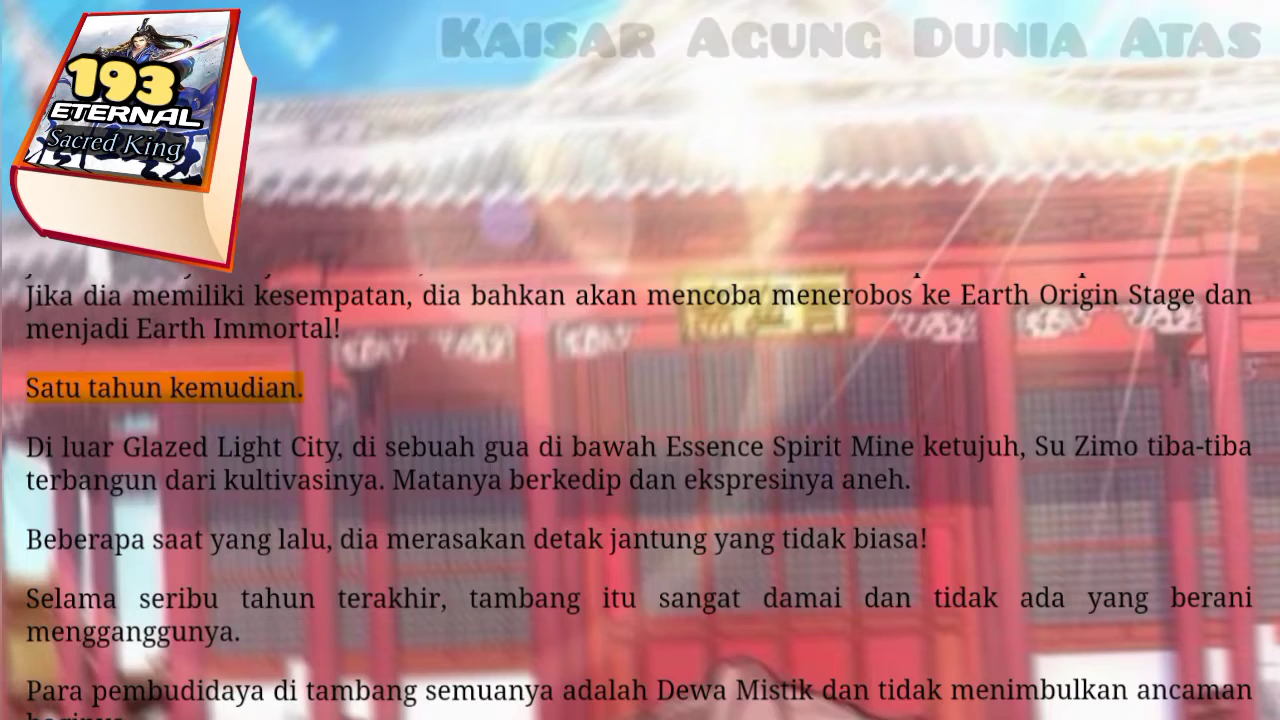 Kaisar Agung Dunia Atas
193
ETERNAL
Sacred King
Jika dia memiliki kesempatan, dia bahkan akan mencoba menerobos ke Earth Origin Stage dan
menjadi Earth Immortal!
Satu tahun kemudian.
Di luar Glazed Light City, di sebuah gua di bawah Essence Spirit Mine ketujuh, Su Zimo tiba-tiba
terbangun dari kultivasinya. Matanya berkedip dan ekspresinya aneh.
Beberapa saat yang lalu, dia merasakan detak jantung yang tidak biasa!
Selama seribu tahun terakhir, tambang itu sangat damai dan tidak ada yang berani
mengganggunya.
Para pembudidaya di tambang semuanya adalah Dewa Mistik dan tidak menimbulkan ancaman